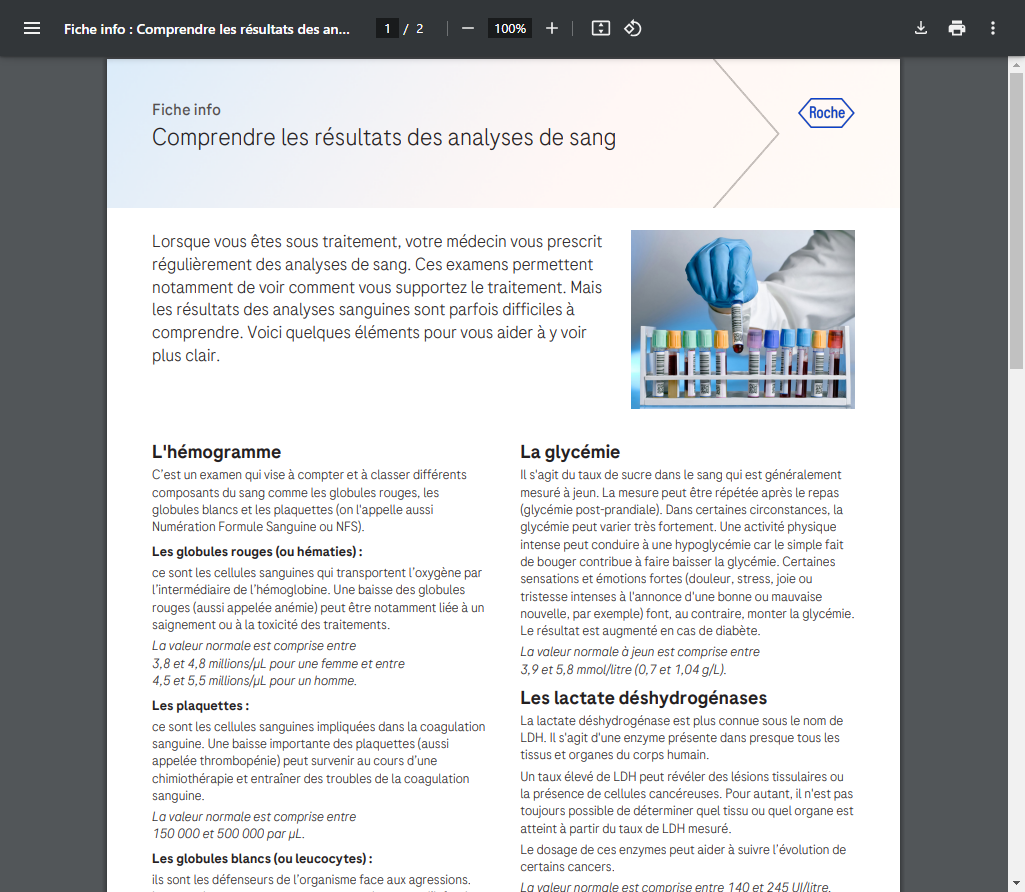 Fiche info : Comprendre les résultats des an...
1 / 2
100%
Fiche info
Comprendre les résultats des analyses de sang
Roche
Lorsque vous êtes sous traitement, votre médecin vous prescrit
régulièrement des analyses de sang. Ces examens permettent
notamment de voir comment vous supportez le traitement. Mais
les résultats des analyses sanguines sont parfois difficiles à
comprendre. Voici quelques éléments pour vous aider à y voir
plus clair.
L'hémogramme
C'est un examen qui vise à compter et à classer différents
composants du sang comme les globules rouges, les
globules blancs et les plaquettes (on l'appelle aussi
Numération Formule Sanguine ou NFS).
Les globules rouges (ou hématies) :
ce sont les cellules sanguines qui transportent l'oxygène par
l'intermédiaire de l'hémoglobine. Une baisse des globules
rouges (aussi appelée anémie) peut être notamment liée à un
saignement ou à la toxicité des traitements.
La valeur normale est comprise entre
3,8 et 4,8 millions/µL pour une femme et entre
4,5 et 5,5 millions/µL pour un homme.
Les plaquettes :
ce sont les cellules sanguines impliquées dans la coagulation
sanguine. Une baisse importante des plaquettes (aussi
appelée thrombopénie) peut survenir au cours d'une
chimiothérapie et entraîner des troubles de la coagulation
sanguine.
La valeur normale est comprise entre
150 000 et 500 000 par µL.
Les globules blancs (ou leucocytes) :
ils sont les défenseurs de l'organisme face aux agressions.
La glycémie
Il s'agit du taux de sucre dans le sang qui est généralement
mesuré à jeun. La mesure peut être répétée après le repas
(glycémie post-prandiale). Dans certaines circonstances, la
glycémie peut varier très fortement. Une activité physique
intense peut conduire à une hypoglycémie car le simple fait
de bouger contribue à faire baisser la glycémie. Certaines
sensations et émotions fortes (douleur, stress, joie ou
tristesse intenses à l'annonce d'une bonne ou mauvaise
nouvelle, par exemple) font, au contraire, monter la glycémie.
Le résultat est augmenté en cas de diabète.
La valeur normale à jeun est comprise entre
3,9 et 5,8 mmol/litre (0,7 et 1,04 g/L).
Les lactate déshydrogénases
La lactate déshydrogénase est plus connue sous le nom de
LDH. Il s'agit d'une enzyme présente dans presque tous les
tissus et organes du corps humain.
Un taux élevé de LDH peut révéler des lésions tissulaires ou
la présence de cellules cancéreuses. Pour autant, il n'est pas
toujours possible de déterminer quel tissu ou quel organe est
atteint à partir du taux de LDH mesuré.
Le dosage de ces enzymes peut aider à suivre l'évolution de
certains cancers.
La valeur normale est comprise entre 140 et 245 UI/litre.